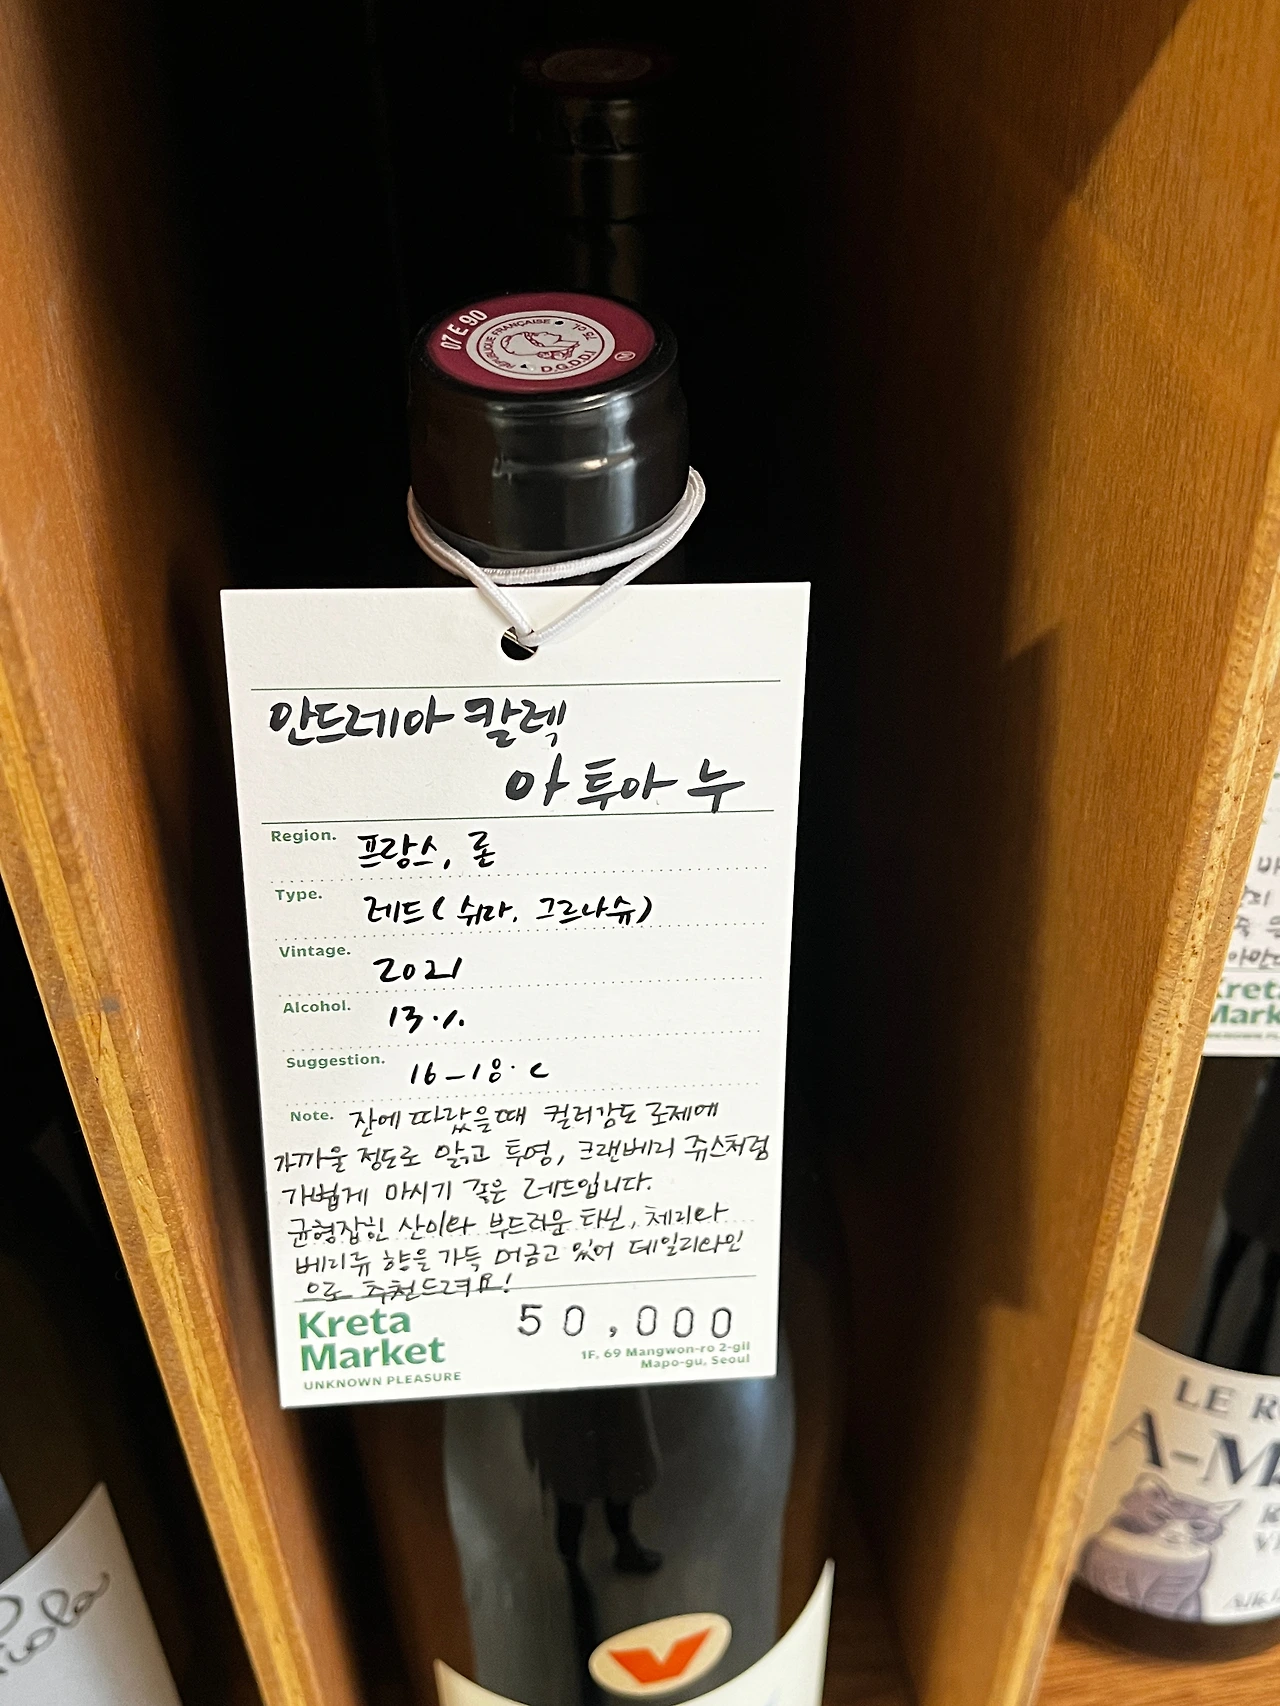 07 E 90
RÉPUBLIQUE FRANÇAISE
75 CL
D.G.D.D.I
안드레아 칼렉
아 투아 누
Region. 프랑스, 론
Type. 레드 ( 쉬라, 그르나슈)
Vintage. 2021
Alcohol. 13.%
Suggestion. 16-18°C
Note. 잔에 따랐을때 컬러감도 로제에
가까울 정도로 맑고 투명, 크랜베리 쥬스처럼
가볍게 마시기 좋은 레드입니다.
균형잡힌 산미와 부드러운 타닌, 체리와
베리류 향을 가득 머금고 있어 데일리와인
으로 추천드려요!
Kreta
Market
UNKNOWN PLEASURE
50,000
1F, 69 Mangwon-ro 2-gil
Mapo-gu, Seoul
Kreta
Mark
LE R
A-M